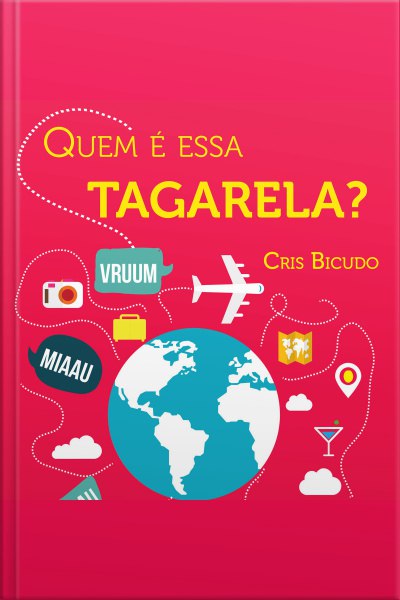 QUEM É ESSA
TAGARELA?
CRIS BICUDO
VRUUM
MIAAU